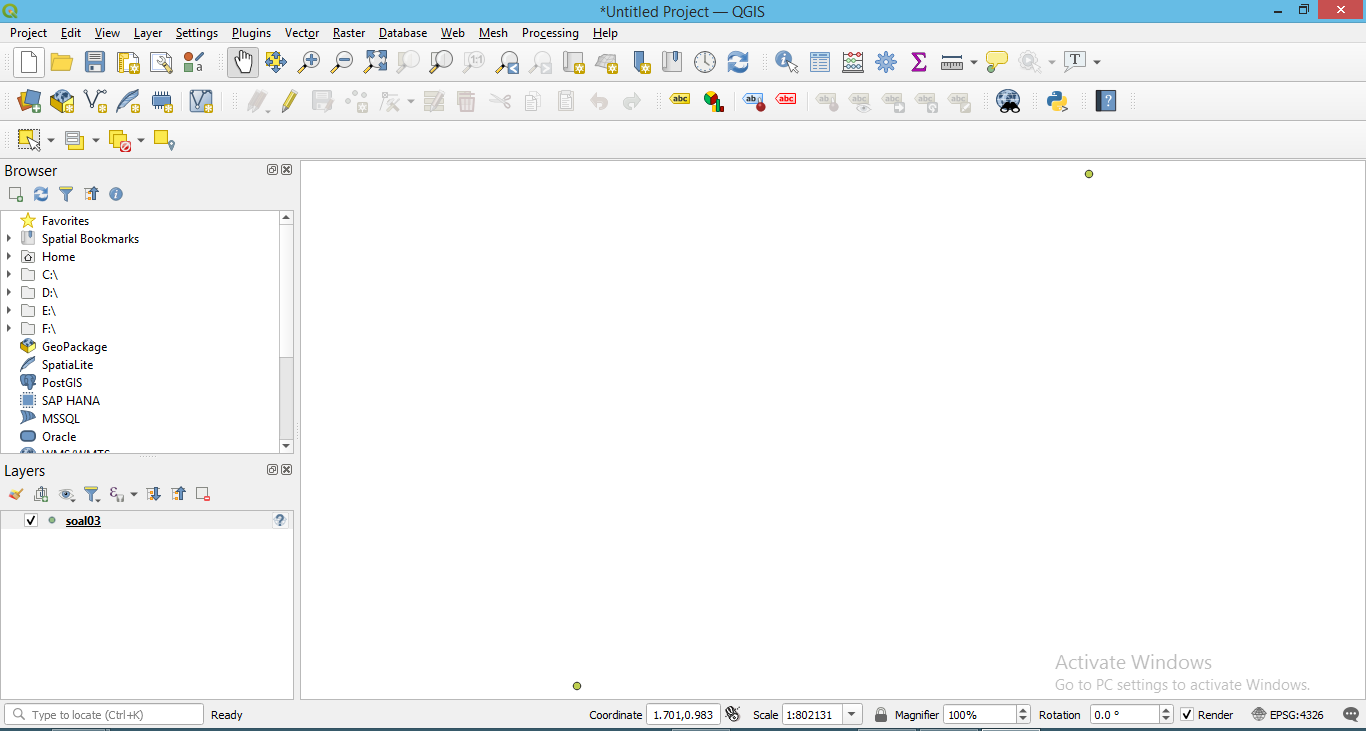 *Untitled Project — QGIS
Project Edit View Layer Settings Plugins Vector Raster Database Web Mesh Processing Help
Browser
Favorites
Spatial Bookmarks
Home
C:\
D:\
E:\
F:\
GeoPackage
SpatiaLite
PostGIS
SAP HANA
MSSQL
Oracle
WMS/WMTS
Layers
soal03
Activate Windows
Go to PC settings to activate Windows.
Type to locate (Ctrl+K) Ready Coordinate 1.701,0.983 Scale 1:802131 Magnifier 100% Rotation 0.0 ° Render EPSG:4326